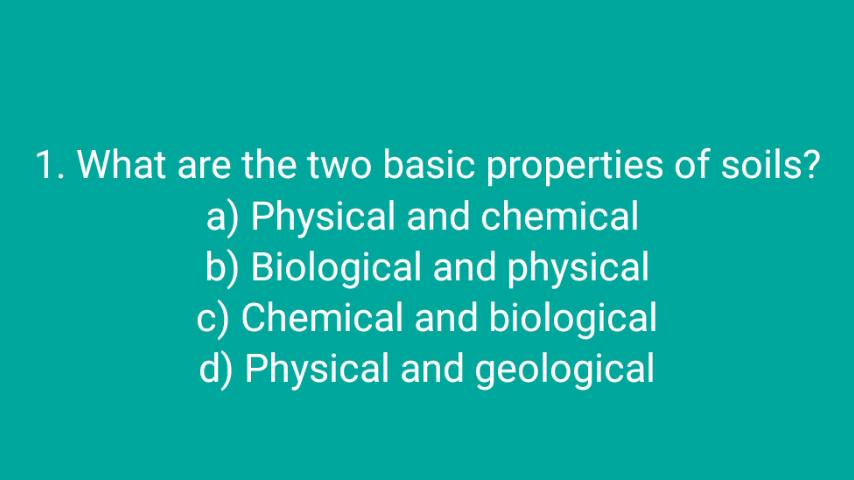 1. What are the two basic properties of soils?
a) Physical and chemical
b) Biological and physical
c) Chemical and biological
d) Physical and geological